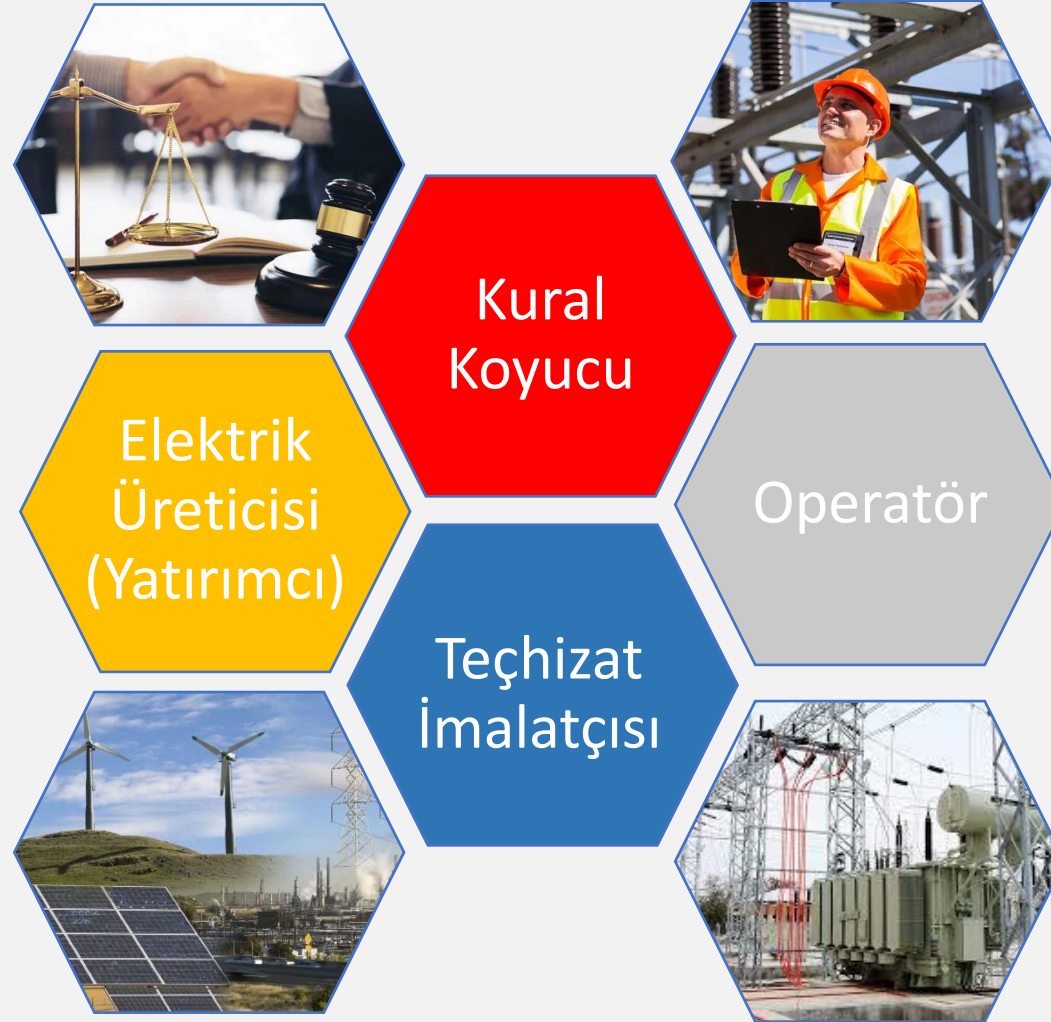 Kural
Koyucu
Elektrik
Üreticisi
(Yatırımcı)
Operatör
Teçhizat
İmalatçısı